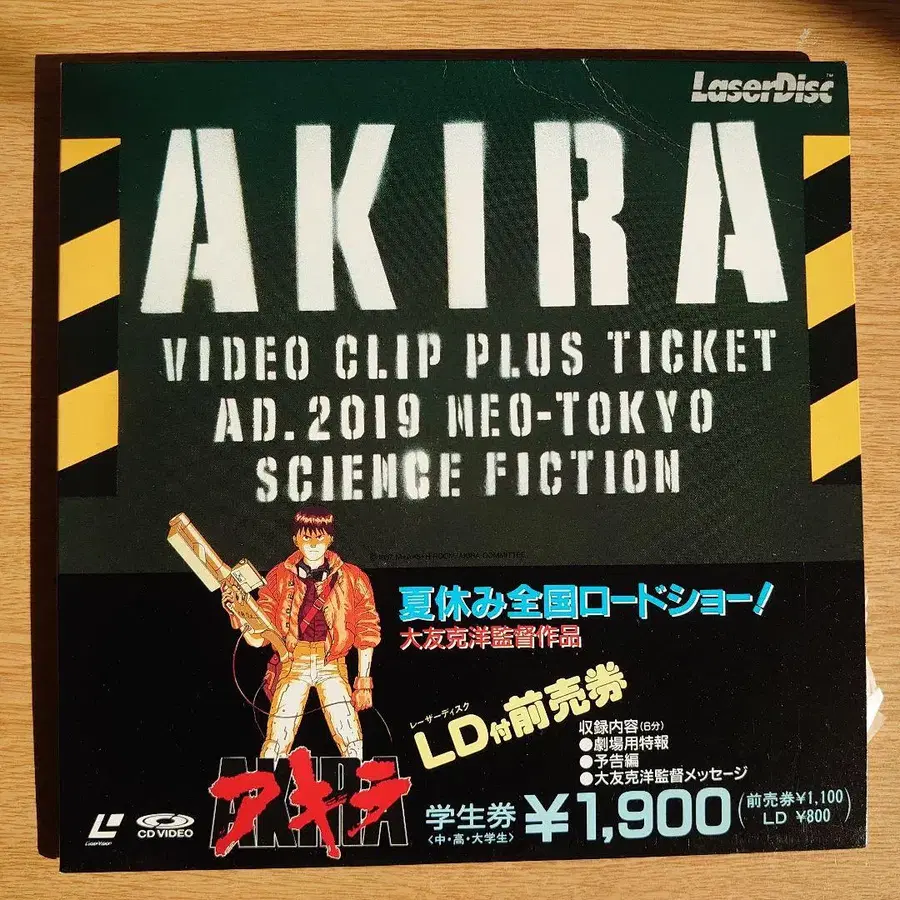 LaserDisc™
AKIRA
VIDEO CLIP PLUS TICKET
AD.2019 NEO-TOKYO
SCIENCE FICTION
夏休み全国ロードショー!
大友克洋監督作品
レーザーディスク
LD付前売券
収録内容(6分)
●劇場用特報
●予告編
●大友克洋監督メッセージ
学生券
〈中・高・大学生〉
¥1,900
(前売券¥1,100
LD ¥800)
AKIRA
アキラ
LaserVision
CD VIDEO